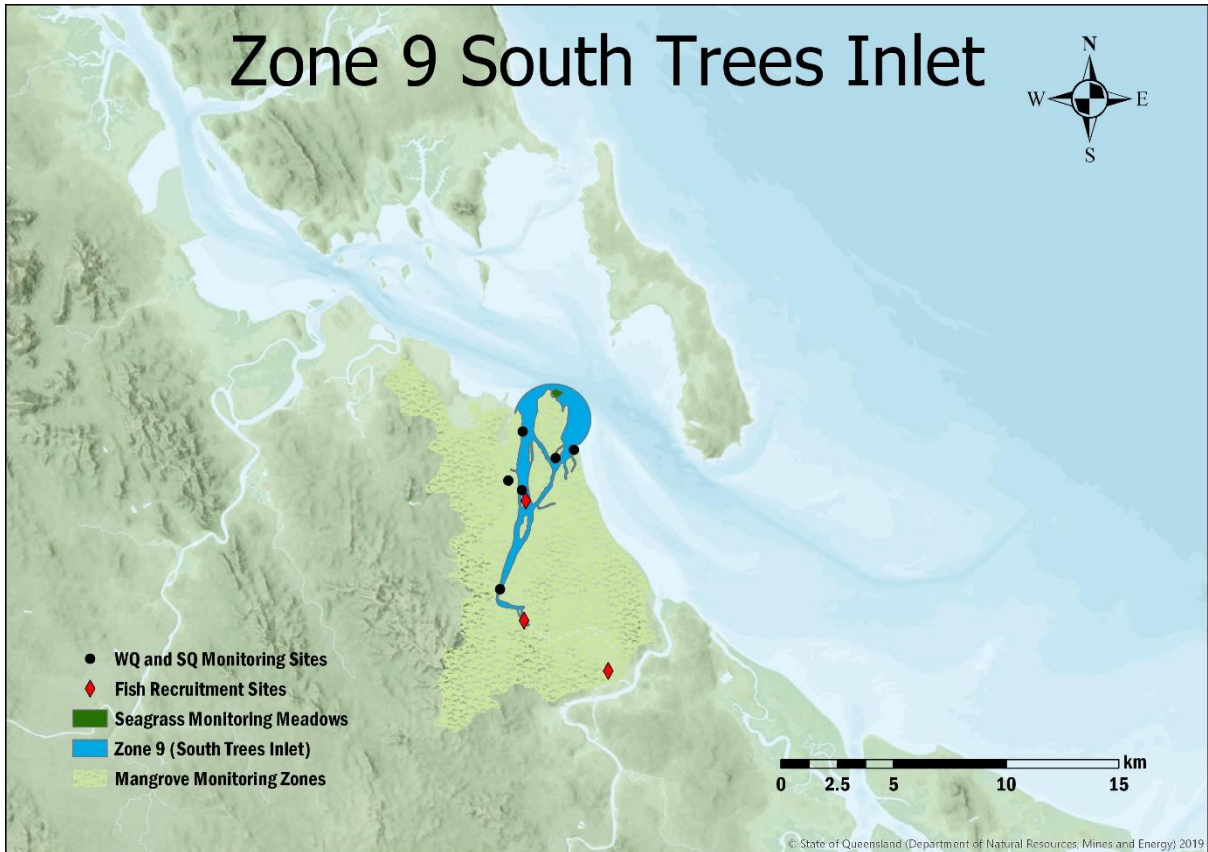 Zone 9 South Trees Inlet
N
W E
S
WQ and SQ Monitoring Sites
Fish Recruitment Sites
Seagrass Monitoring Meadows
Zone 9 (South Trees Inlet)
Mangrove Monitoring Zones
km
0 2.5 5 10 15
© State of Queensland (Department of Natural Resources, Mines and Energy) 2019